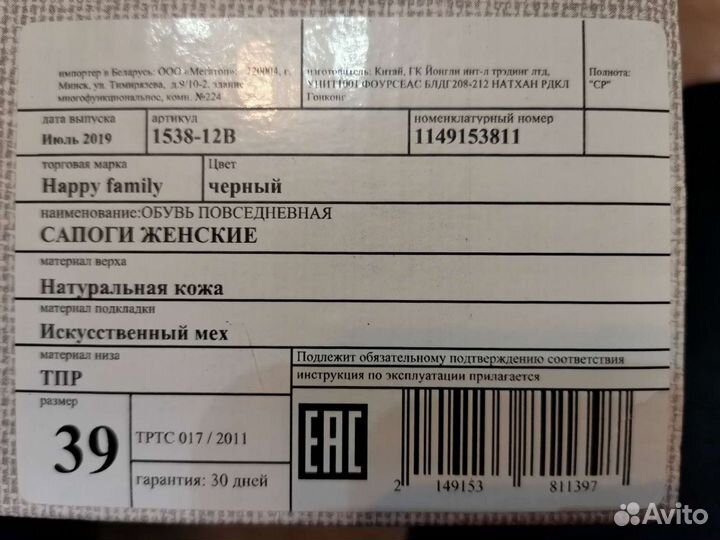 импортер в Беларусь: ООО «Мегатоп», 220004, г.
Минск, ул. Тимирязева, д.9/10-2, здание
многофункциональное, комн. №224
изготовитель: Китай, ГК Йонгли инт-л трэдинг лтд,
УНИТ1901 ФОУРСЕАС БЛДГ208-212 НАТХАН РДКЛ
Гонконг
Полнота:
"СР"
дата выпуска
Июль 2019
артикул
1538-12В
номенклатурный номер
1149153811
торговая марка
Happy family
Цвет
черный
наименование:ОБУВЬ ПОВСЕДНЕВНАЯ
САПОГИ ЖЕНСКИЕ
материал верха
Натуральная кожа
материал подкладки
Искусственный мех
материал низа
ТПР
Подлежит обязательному подтверждению соответствия
инструкция по эксплуатации прилагается
размер
39
ТРТС 017 / 2011
гарантия: 30 дней
EAC
2 149153 811397
Avito